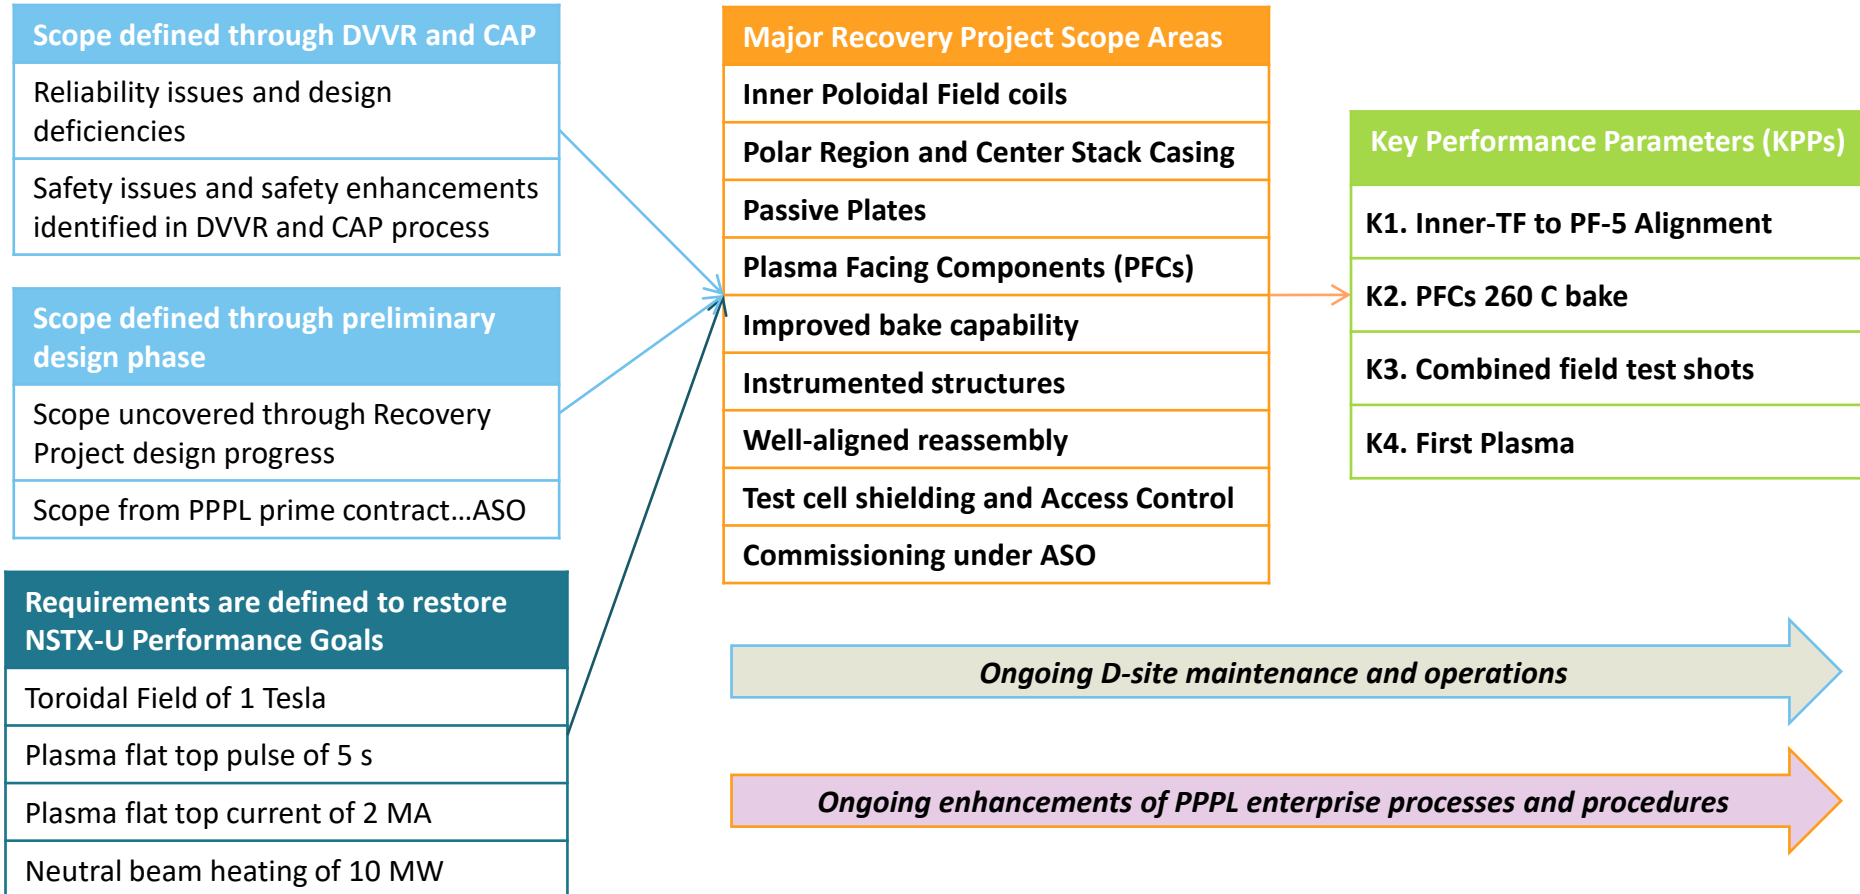 Scope defined through DVVR and CAP
Reliability issues and design
deficiencies
Safety issues and safety enhancements
identified in DVVR and CAP process
Scope defined through preliminary
design phase
Scope uncovered through Recovery
Project design progress
Scope from PPPL prime contract...ASO
Requirements are defined to restore
NSTX-U Performance Goals
Toroidal Field of 1 Tesla
Plasma flat top pulse of 5 s
Plasma flat top current of 2 MA
Neutral beam heating of 10 MW
Major Recovery Project Scope Areas
Inner Poloidal Field coils
Polar Region and Center Stack Casing
Passive Plates
Plasma Facing Components (PFCs)
Improved bake capability
Instrumented structures
Well-aligned reassembly
Test cell shielding and Access Control
Commissioning under ASO
Key Performance Parameters (KPPs)
K1. Inner-TF to PF-5 Alignment
K2. PFCs 260 C bake
K3. Combined field test shots
K4. First Plasma
Ongoing D-site maintenance and operations
Ongoing enhancements of PPPL enterprise processes and procedures